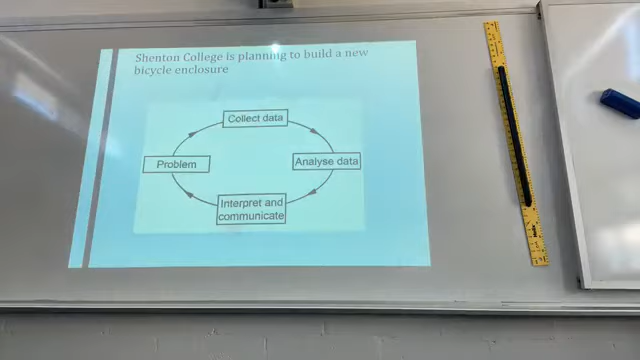 Shenton College is planning to build a new
bicycle enclosure
Collect data
Problem
Analyse data
Interpret and
communicate